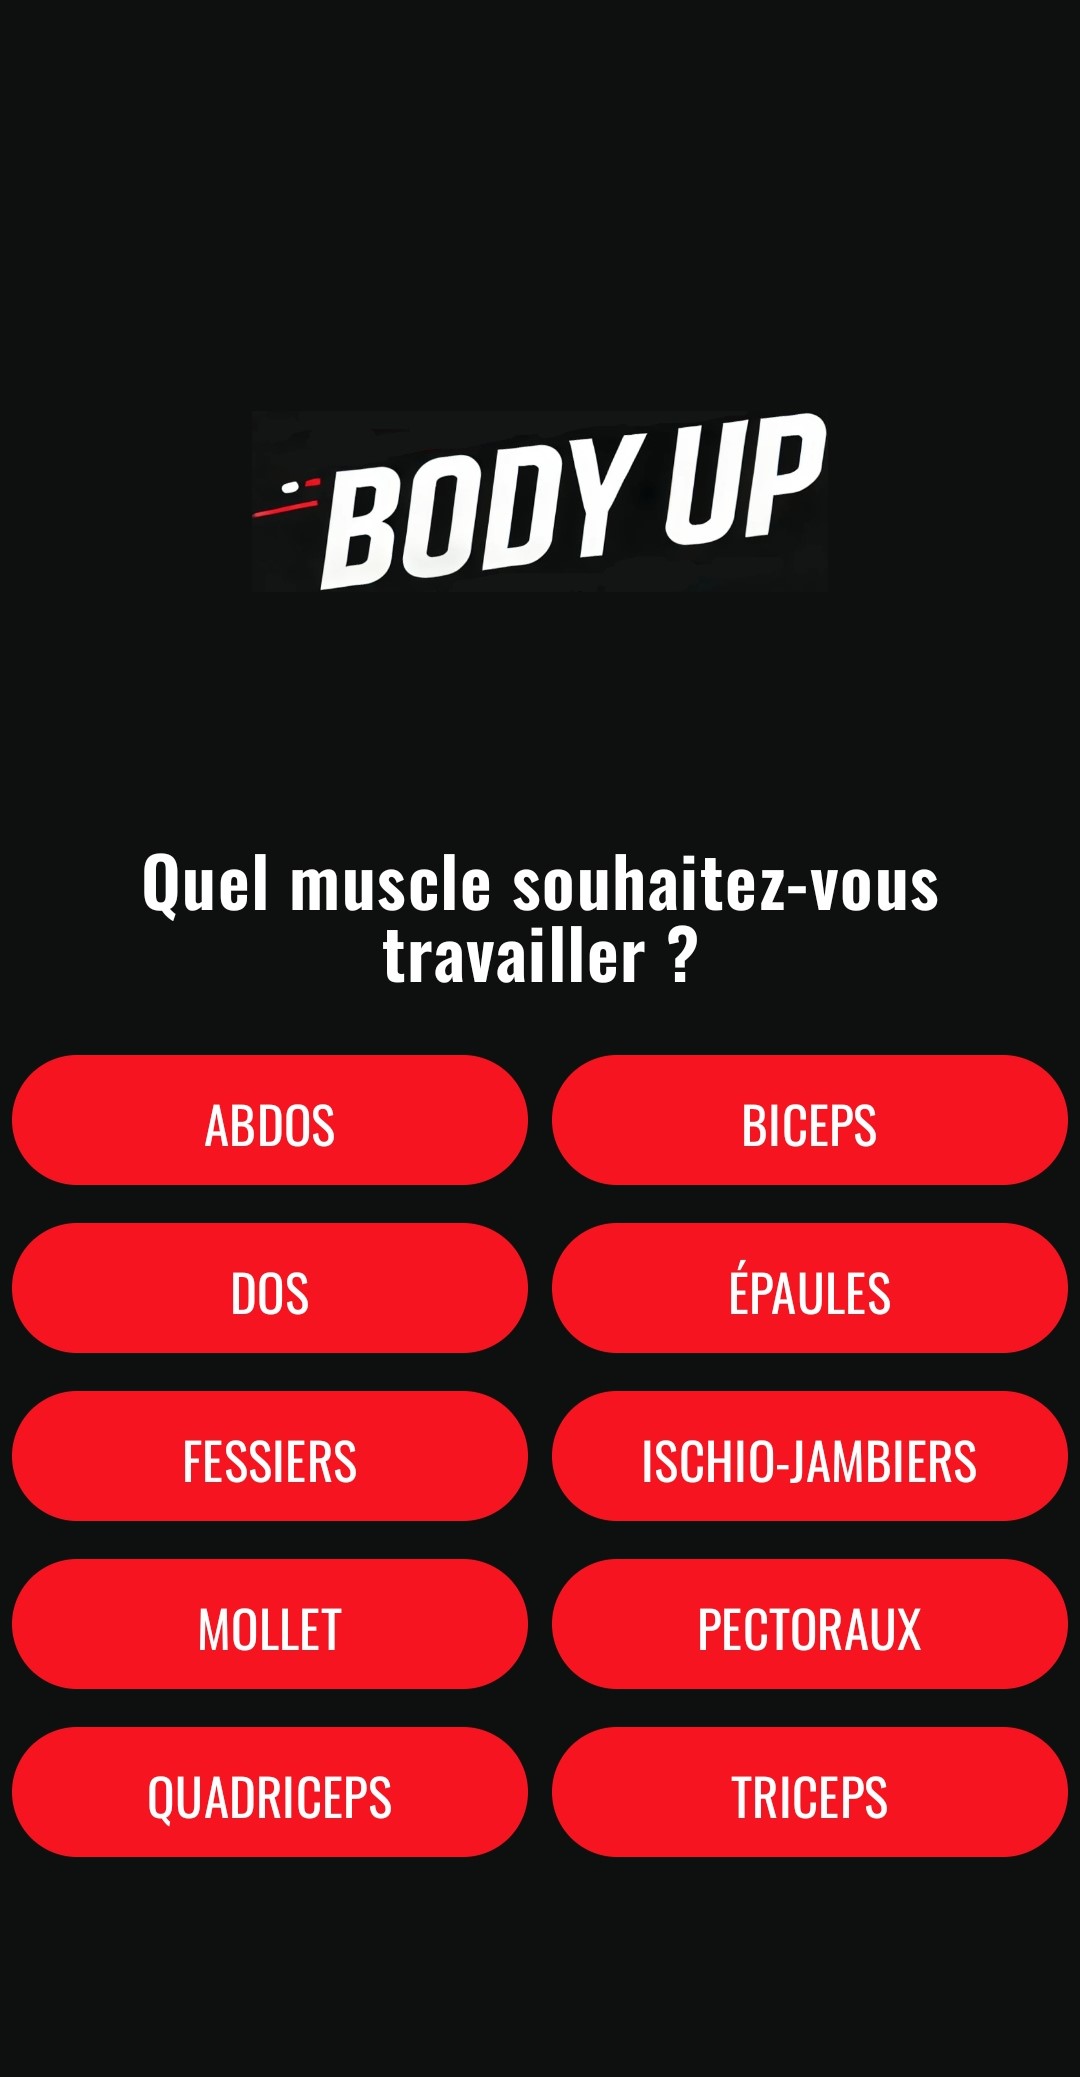 BODY UP
Quel muscle souhaitez-vous
travailler ?
ABDOS
BICEPS
DOS
ÉPAULES
FESSIERS
ISCHIO-JAMBIERS
MOLLET
PECTORAUX
QUADRICEPS
TRICEPS